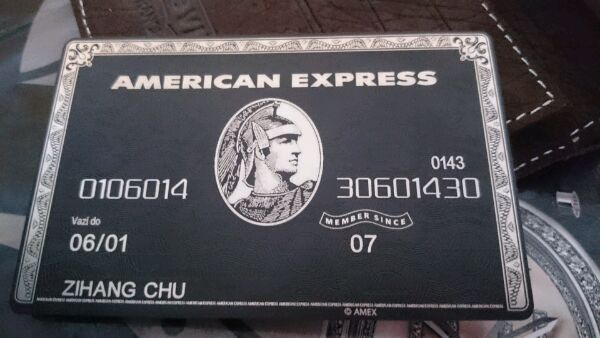 AMERICAN EXPRESS
0143
0106014 30601430
MEMBER SINCE
Vazi do
06/01 07
ZIHANG CHU
© AMEX